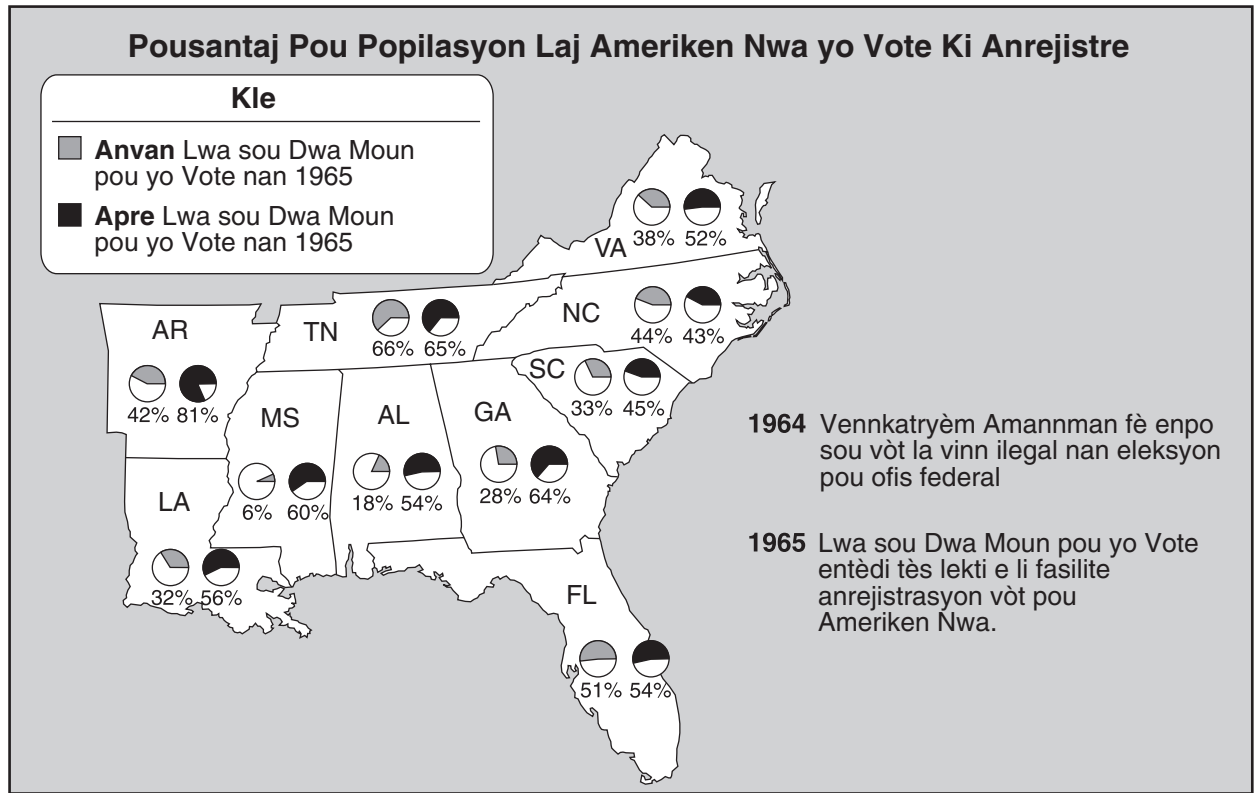 Pousantaj Pou Popilasyon Laj Ameriken Nwa yo Vote Ki Anrejistre
Kle
Anvan Lwa sou Dwa Moun
pou yo Vote nan 1965
Apre Lwa sou Dwa Moun
pou yo Vote nan 1965
VA
38% 52%
NC
44% 43%
TN
66% 65%
AR
42% 81%
SC
33% 45%
MS
6% 60%
AL
18% 54%
GA
28% 64%
LA
32% 56%
FL
51% 54%
1964 Vennkatryèm Amannman fè enpo
sou vòt la vinn ilegal nan eleksyon
pou ofis federal
1965 Lwa sou Dwa Moun pou yo Vote
entèdi tès lekti e li fasilite
anrejistrasyon vòt pou
Ameriken Nwa.